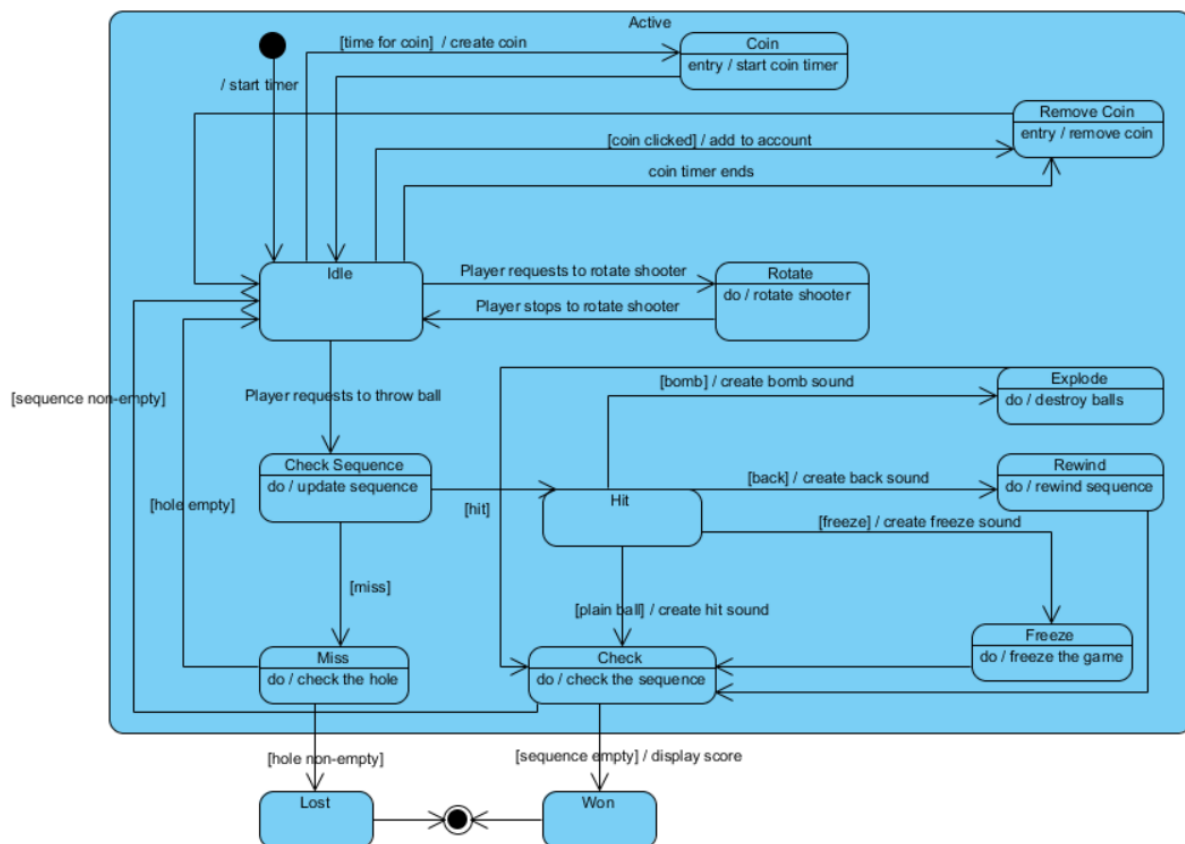 Active
[time for coin] / create coin
Coin
entry / start coin timer
/ start timer
Remove Coin
entry / remove coin
[coin clicked] / add to account
coin timer ends
Idle
Player requests to rotate shooter
Rotate
do / rotate shooter
Player stops to rotate shooter
[sequence non-empty]
Player requests to throw ball
[bomb] / create bomb sound
Explode
do / destroy balls
Check Sequence
do / update sequence
[hole empty]
[hit]
Hit
[back] / create back sound
Rewind
do / rewind sequence
[freeze] / create freeze sound
[miss]
[plain ball] / create hit sound
Miss
do / check the hole
Check
do / check the sequence
Freeze
do / freeze the game
[hole non-empty]
[sequence empty] / display score
Lost
Won